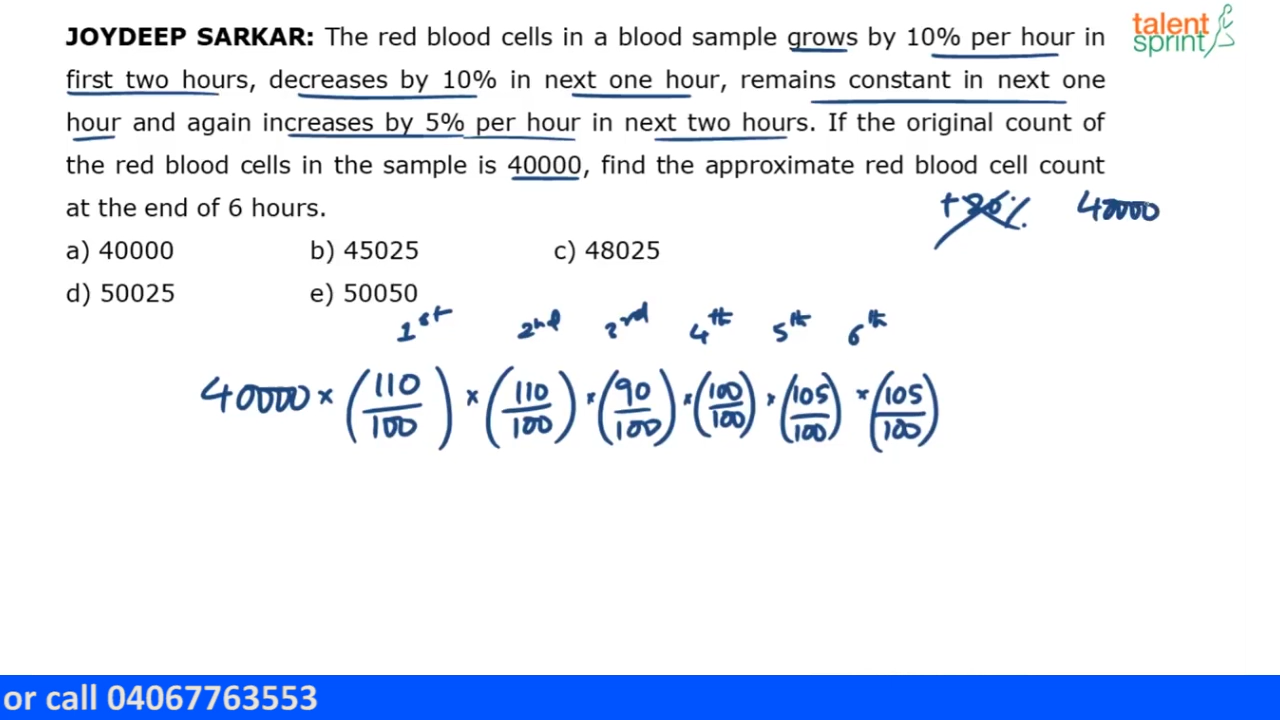 JOYDEEP SARKAR: The red blood cells in a blood sample grows by 10% per hour in
talent
sprint
first two hours, decreases by 10% in next one hour, remains constant in next one
hour and again increases by 5% per hour in next two hours. If the original count of
the red blood cells in the sample is 40000, find the approximate red blood cell count
at the end of 6 hours.
+20% 40000
a) 40000 b) 45025 c) 48025
d) 50025 e) 50050
1st 2nd 3rd 4th 5th 6th
40000 × (110/100) × (110/100) × (90/100) × (100/100) × (105/100) × (105/100)
or call 04067763553